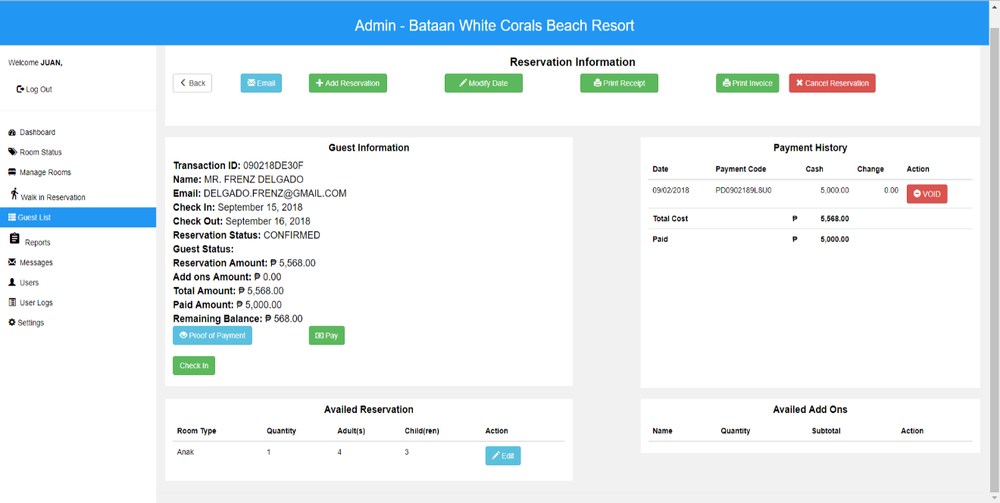 Admin - Bataan White Corals Beach Resort
Welcome JUAN,
Log Out
Dashboard
Room Status
Manage Rooms
Walk in Reservation
Guest List
Reports
Messages
Users
User Logs
Settings
Reservation Information
Back Email Add Reservation Modify Date Print Receipt Print Invoice Cancel Reservation
Guest Information
Transaction ID: 090218DE30F
Name: MR. FRENZ DELGADO
Email: DELGADO.FRENZ@GMAIL.COM
Check In: September 15, 2018
Check Out: September 16, 2018
Reservation Status: CONFIRMED
Guest Status:
Reservation Amount: ₱ 5,568.00
Add ons Amount: ₱ 0.00
Total Amount: ₱ 5,568.00
Paid Amount: ₱ 5,000.00
Remaining Balance: ₱ 568.00
Proof of Payment Pay
Check In
Payment History
Date Payment Code Cash Change Action
09/02/2018 PD0902189L8U0 5,000.00 0.00 VOID
Total Cost ₱ 5,568.00
Paid ₱ 5,000.00
Availed Reservation
Room Type Quantity Adult(s) Child(ren) Action
Anak 1 4 3 Edit
Availed Add Ons
Name Quantity Subtotal Action